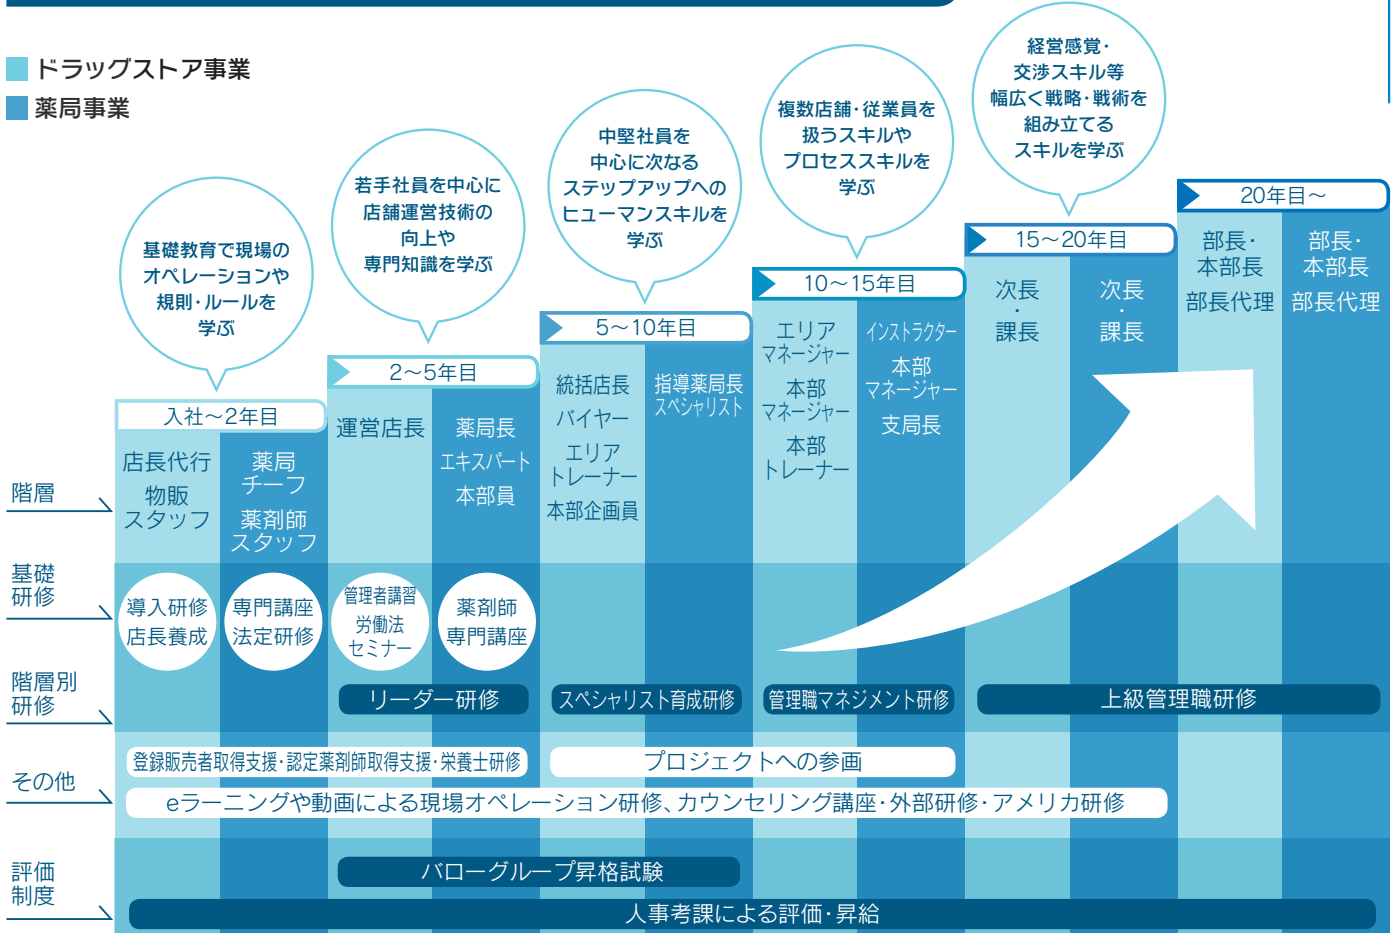 ドラッグストア事業
薬局事業
基礎教育で現場の
オペレーションや
規則・ルールを
学ぶ
若手社員を中心に
店舗運営技術の
向上や
専門知識を学ぶ
中堅社員を
中心に次なる
ステップアップへの
ヒューマンスキルを
学ぶ
複数店舗・従業員を
扱うスキルや
プロセススキルを
学ぶ
経営感覚・
交渉スキル等
幅広く戦略・戦術を
組み立てる
スキルを学ぶ
入社～2年目
2～5年目
5～10年目
10～15年目
15～20年目
20年目～
階層
店長代行
物販
スタッフ
薬局
チーフ
薬剤師
スタッフ
運営店長
薬局長
エキスパート
本部員
統括店長
バイヤー
エリア
トレーナー
本部企画員
指導薬局長
スペシャリスト
エリア
マネージャー
本部
マネージャー
本部
トレーナー
インストラクター
本部
マネージャー
支局長
次長
・
課長
次長
・
課長
部長・
本部長
部長代理
部長・
本部長
部長代理
基礎
研修
導入研修
店長養成
専門講座
法定研修
管理者講習
労働法
セミナー
薬剤師
専門講座
階層別
研修
リーダー研修
スペシャリスト育成研修
管理職マネジメント研修
上級管理職研修
その他
登録販売者取得支援・認定薬剤師取得支援・栄養士研修
プロジェクトへの参画
eラーニングや動画による現場オペレーション研修、カウンセリング講座・外部研修・アメリカ研修
評価
制度
バローグループ昇格試験
人事考課による評価・昇給